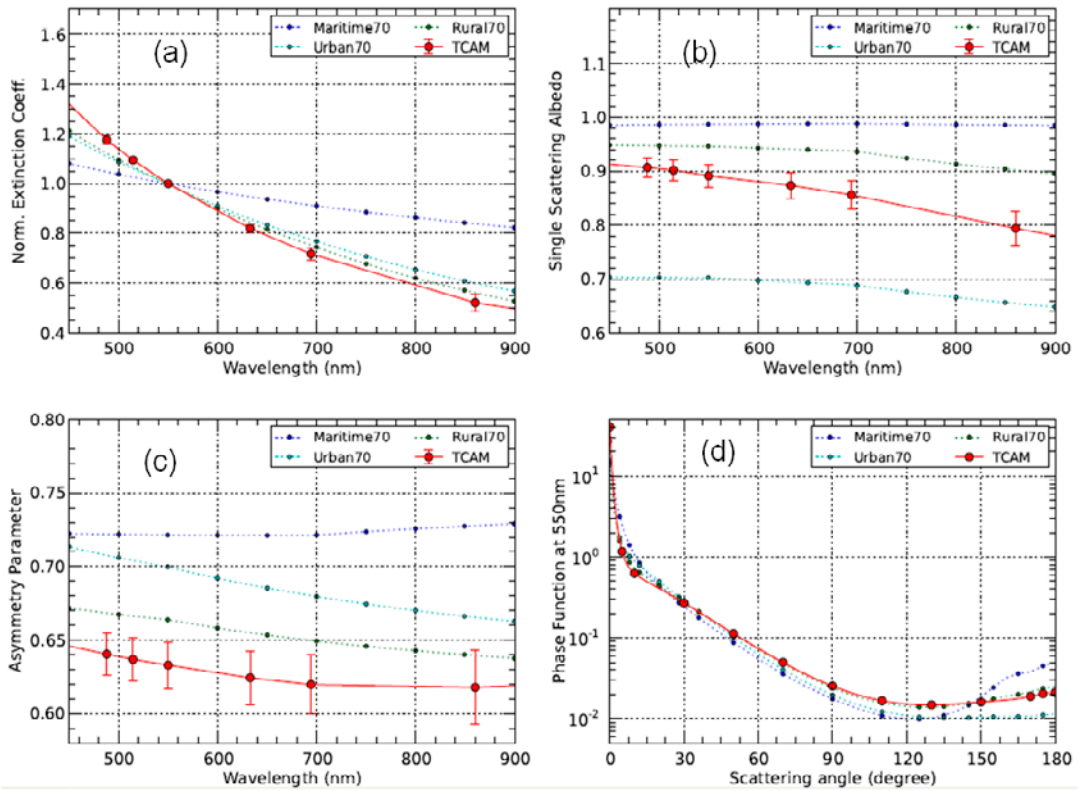 (a)
Maritime70
Urban70
Rural70
TCAM
Norm. Extinction Coeff.
1.6
1.4
1.2
1.0
0.8
0.6
0.4
500 600 700 800 900
Wavelength (nm)
(b)
Maritime70
Urban70
Rural70
TCAM
Single Scattering Albedo
1.1
1.0
0.9
0.8
0.7
0.6
500 600 700 800 900
Wavelength (nm)
(c)
Maritime70
Urban70
Rural70
TCAM
Asymmetry Parameter
0.80
0.75
0.70
0.65
0.60
500 600 700 800 900
Wavelength (nm)
(d)
Maritime70
Urban70
Rural70
TCAM
Phase Function at 550nm
10¹
10⁰
10⁻¹
10⁻²
0 30 60 90 120 150 180
Scattering angle (degree)